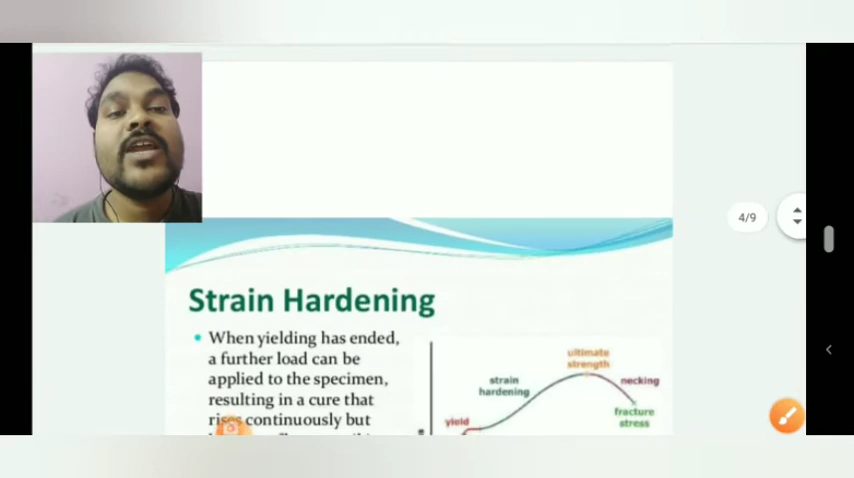 4/9
Strain Hardening
When yielding has ended,
a further load can be
applied to the specimen,
resulting in a cure that
rises continuously but
ultimate
strength
strain
hardening
necking
fracture
stress
yield